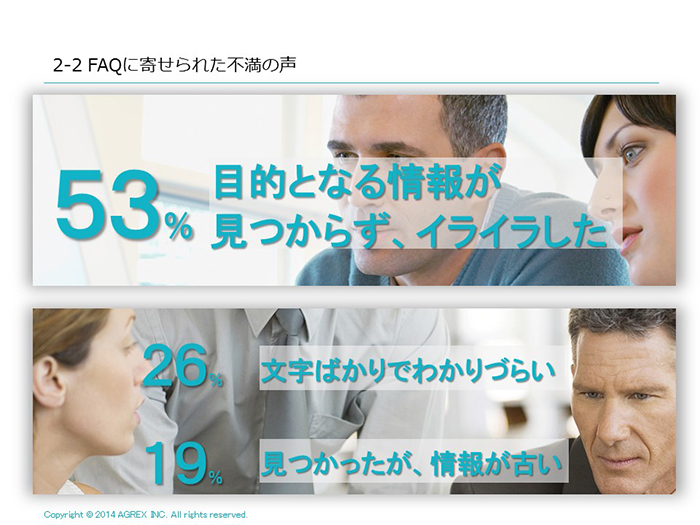 2-2 FAQに寄せられた不満の声
53%
目的となる情報が
見つからず、イライラした
26%
文字ばかりでわかりづらい
19%
見つかったが、情報が古い
Copyright © 2014 AGREX INC. All rights reserved.